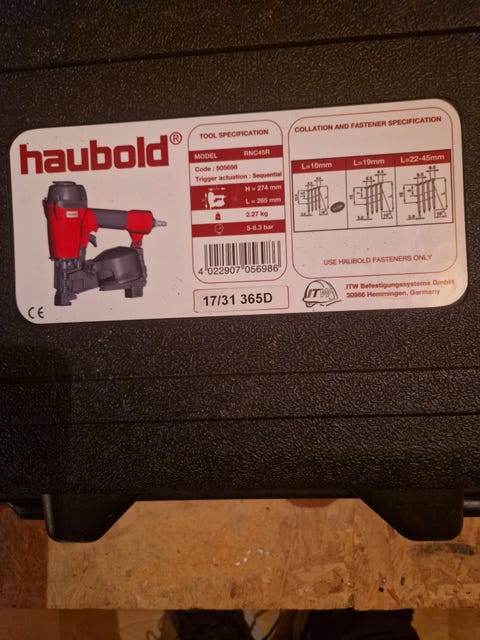 haubold®
TOOL SPECIFICATION
MODEL RNC45R
Code : 505698
Trigger actuation : Sequential
H = 274 mm
L = 265 mm
2.27 kg
5-8.3 bar
4 022907 056986
17/31 365D
CE
COLLATION AND FASTENER SPECIFICATION
L=16mm L=19mm L=22-45mm
USE HAUBOLD FASTENERS ONLY
ITW
ITW Befestigungssysteme GmbH
30966 Hemmingen, Germany